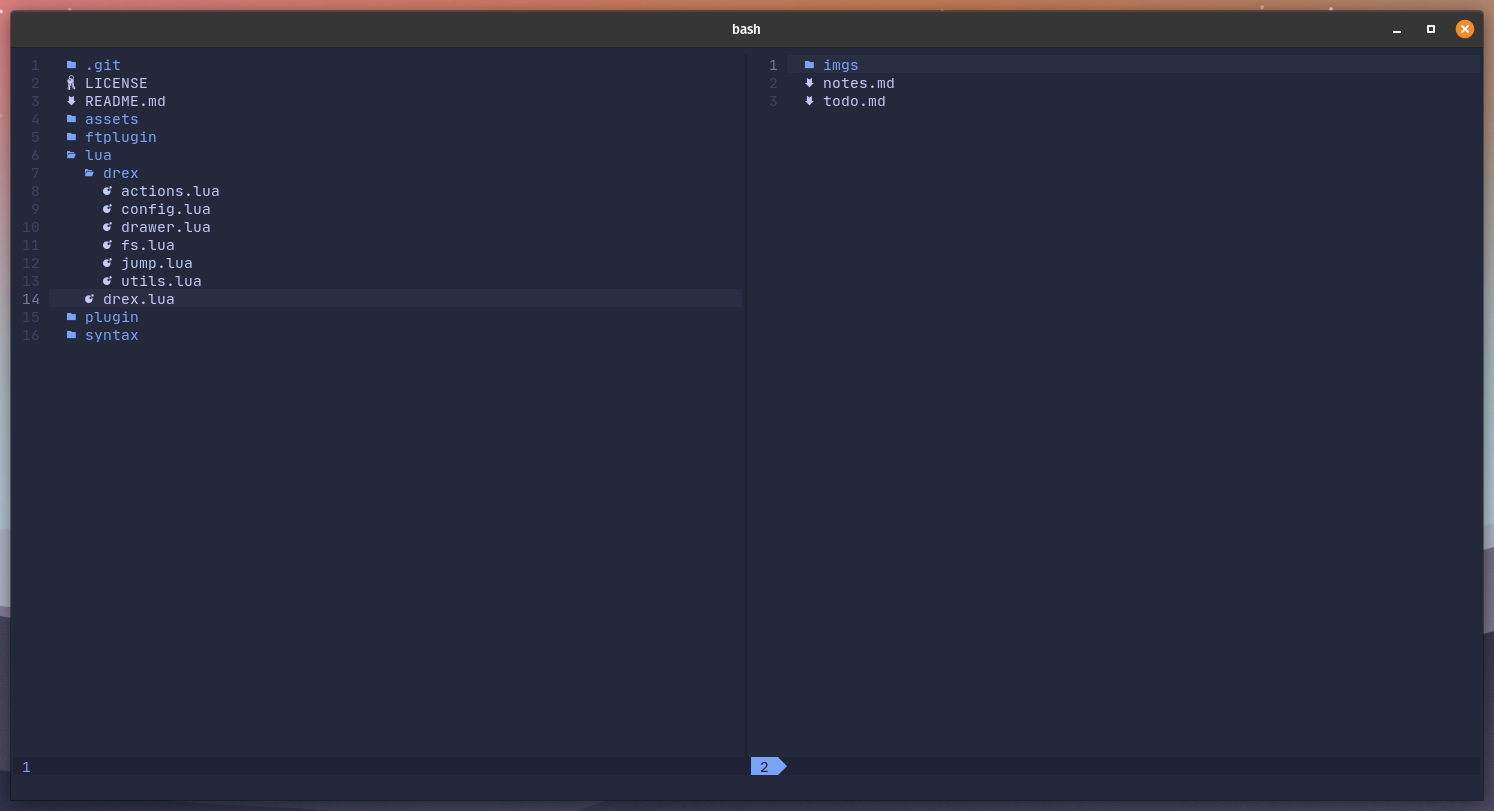 bash
1 .git
2 LICENSE
3 README.md
4 assets
5 ftplugin
6 lua
7 drex
8 actions.lua
9 config.lua
10 drawer.lua
11 fs.lua
12 jump.lua
13 utils.lua
14 drex.lua
15 plugin
16 syntax
1
1 imgs
2 notes.md
3 todo.md
2